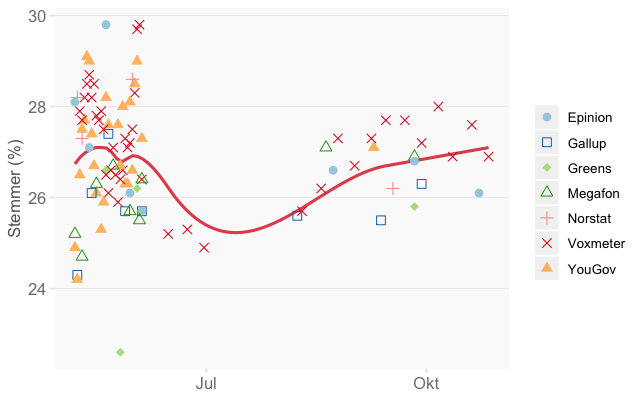 30
28
26
24
Stemmer (%)
Jul
Okt
Epinion
Gallup
Greens
Megafon
Norstat
Voxmeter
YouGov